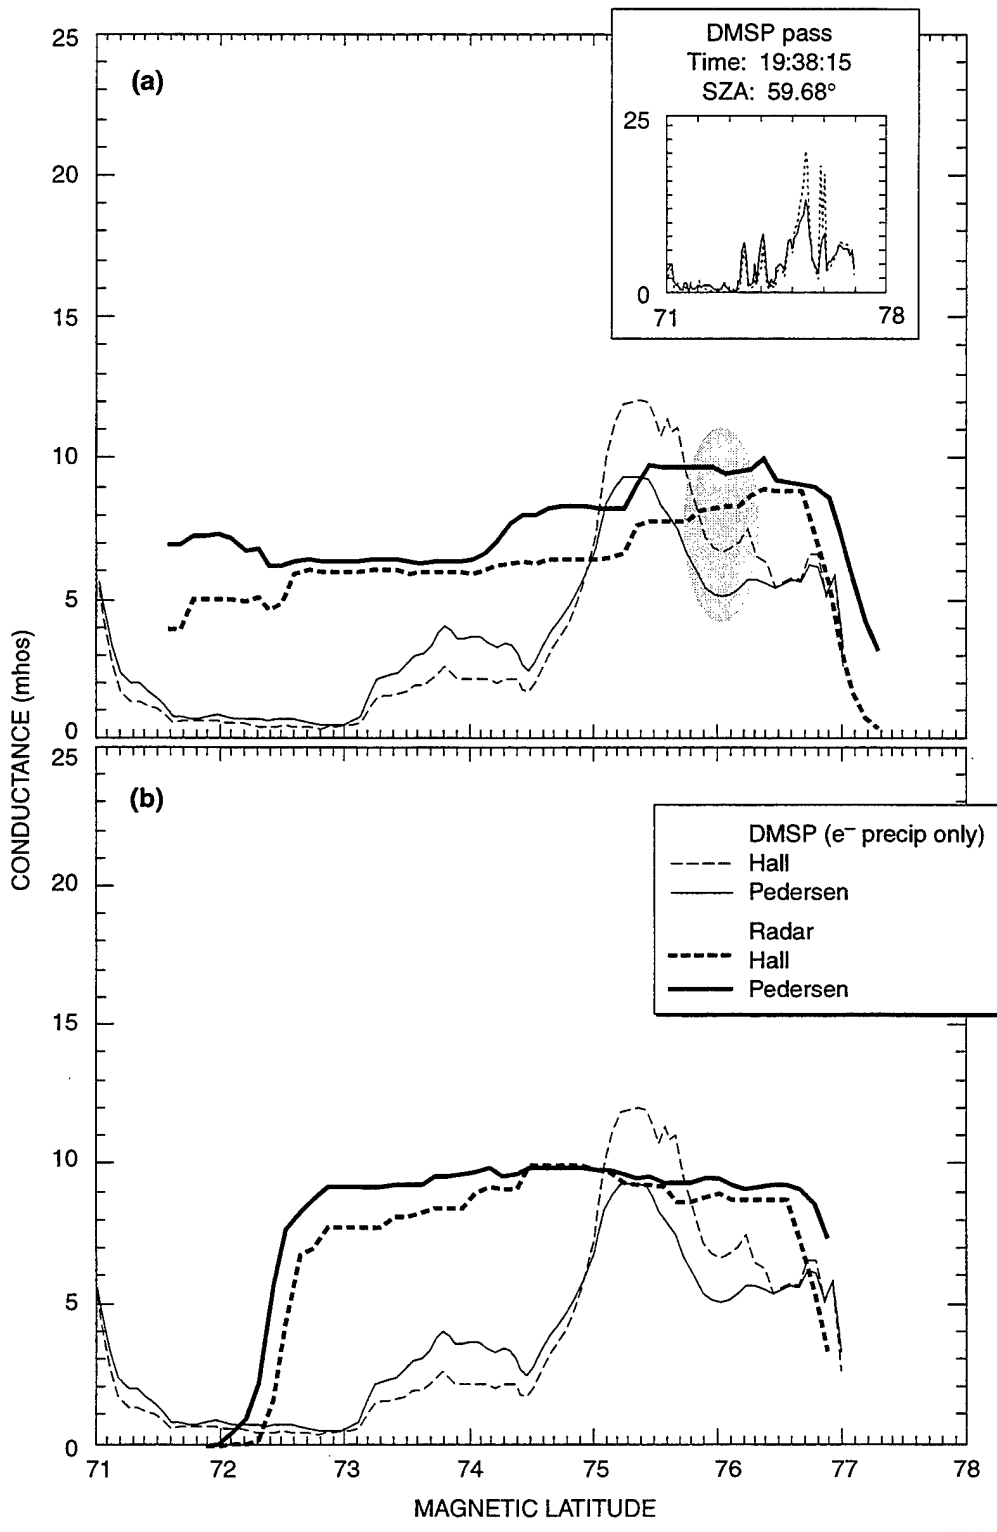 25
20
15
10
5
0
(a)
DMSP pass
Time: 19:38:15
SZA: 59.68°
25
0
71
78
CONDUCTANCE (mhos)
25
20
15
10
5
0
(b)
DMSP (e⁻ precip only)
Hall
Pedersen
Radar
Hall
Pedersen
71 72 73 74 75 76 77 78
MAGNETIC LATITUDE